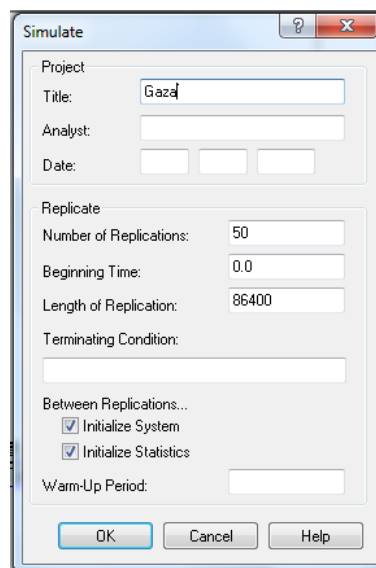 Simulate
Project
Title: Gaza
Analyst:
Date:
Replicate
Number of Replications: 50
Beginning Time: 0.0
Length of Replication: 86400
Terminating Condition:
Between Replications...
Initialize System
Initialize Statistics
Warm-Up Period:
OK Cancel Help